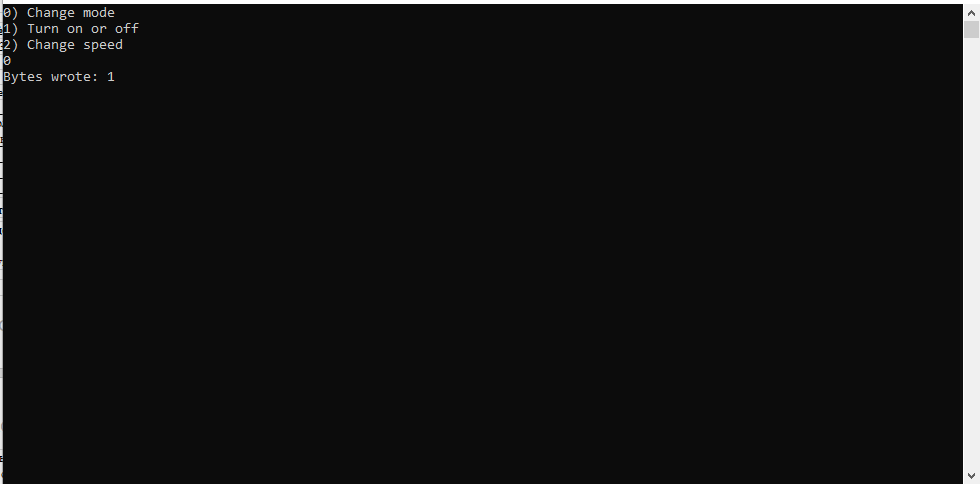 0) Change mode
1) Turn on or off
2) Change speed
0
Bytes wrote: 1